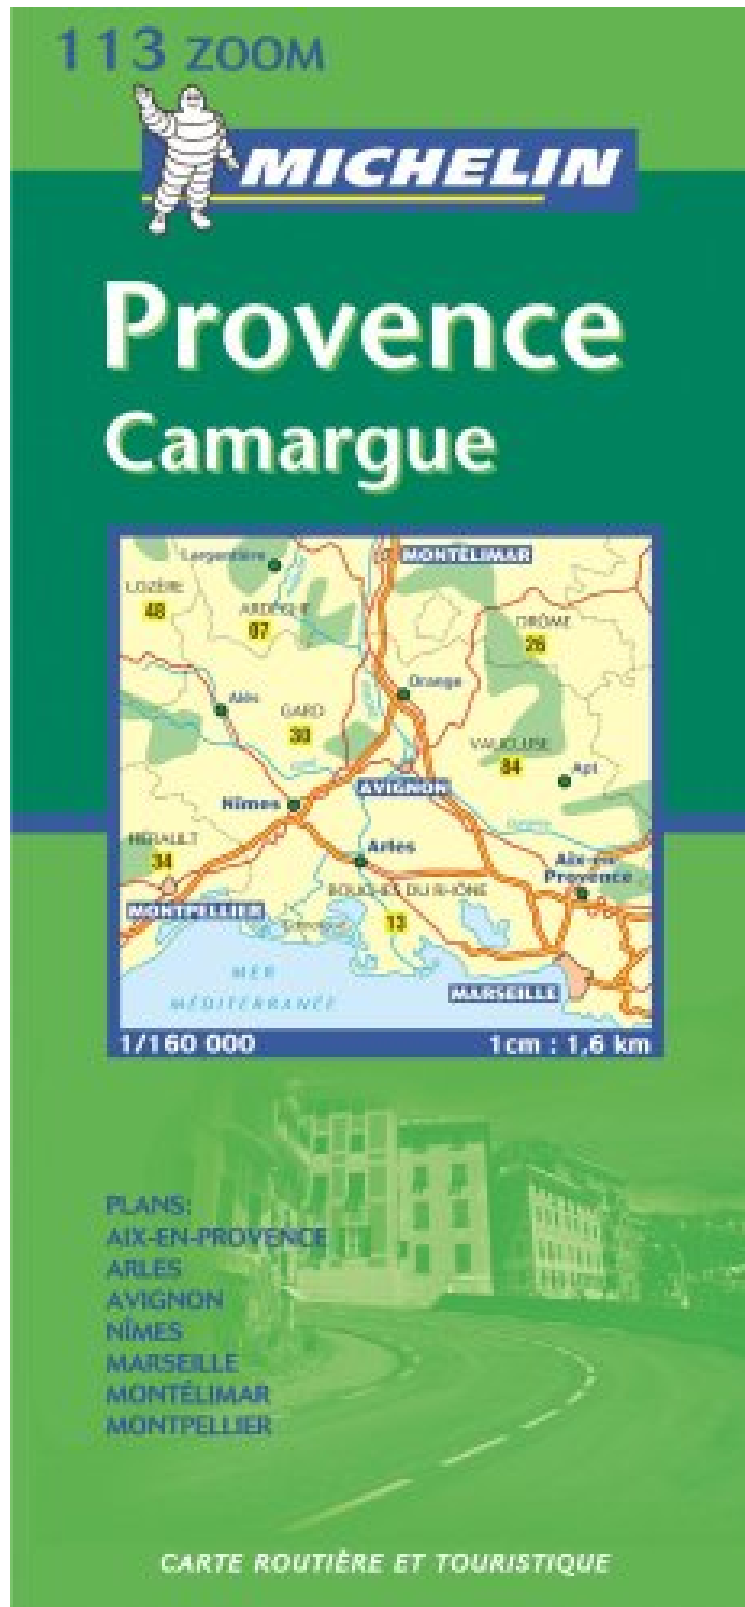 113 ZOOM
MICHELIN
Provence
Camargue
Largentière
MONTÉLIMAR
LOZÈRE
48
ARDÈCHE
07
DRÔME
26
Orange
Alès
GARD
30
VAUCLUSE
84
Apt
AVIGNON
Nîmes
HÉRAULT
34
Arles
Aix-en-
Provence
BOUCHES DU RHÔNE
13
MONTPELLIER
Camargue
MER
MÉDITERRANÉE
MARSEILLE
1/160 000
1cm : 1,6 km
PLANS:
AIX-EN-PROVENCE
ARLES
AVIGNON
NÎMES
MARSEILLE
MONTÉLIMAR
MONTPELLIER
CARTE ROUTIÈRE ET TOURISTIQUE